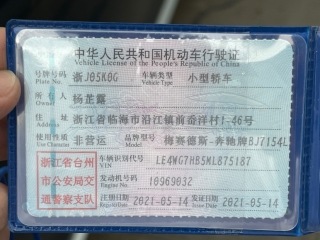 中华人民共和国机动车行驶证
Vehicle License of the People's Republic of China
号牌号码 浙J05K0G 车辆类型 小型轿车
Plate No. Vehicle Type
所有人 杨芷露
Owner
住址 浙江省临海市沿江镇前岙洋村1-46号
Address
使用性质 非营运 品牌型号 梅赛德斯-奔驰牌BJ7154L
Use Character Model
浙江省台州市公安局交通警察支队
车辆识别代号 LE4WG7HB5ML875187
VIN
发动机号码 10969032
Engine No.
注册日期 2021-05-14 发证日期 2021-05-14
Register Date Issue Date